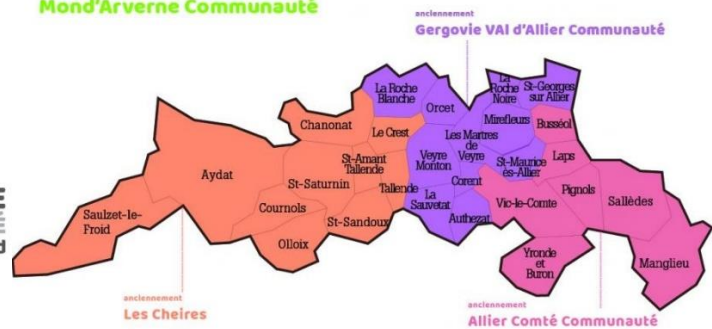 Mond'Arverne Communauté
anciennement
Gergovie VAl d'Allier Communauté
La Roche
Blanche
Orcet
La
Roche
Noire
St-Georges
sur Allier
Chanonat
Le Crest
Mirefleurs
Busséol
Les Martres
de
Veyre
St-Amant
Tallende
Veyre
Monton
St-Maurice
ès-Allier
Laps
Aydat
St-Saturnin
Tallende
Corent
Pignols
La
Sauvetat
Vic-le-Comte
Sallèdes
Cournols
St-Sandoux
Authezat
Saulzet-le-
Froid
Olloix
Yronde
et
Buron
Manglieu
anciennement
Les Cheires
anciennement
Allier Comté Communauté